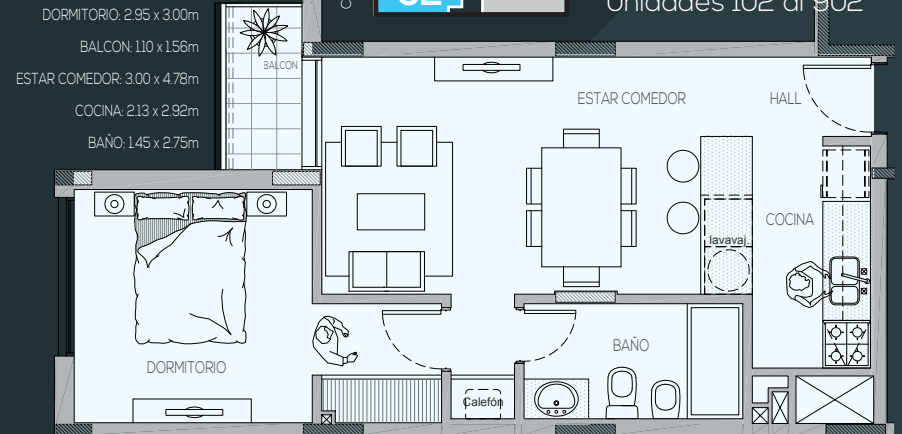 Unidades 102 al 902
02
DORMITORIO: 2.95 x 3.00m
BALCON: 1.10 x 1.56m
ESTAR COMEDOR: 3.00 x 4.78m
COCINA: 2.13 x 2.92m
BAÑO: 1.45 x 2.75m
BALCON
ESTAR COMEDOR
HALL
COCINA
lavavaj.
DORMITORIO
BAÑO
Calefón